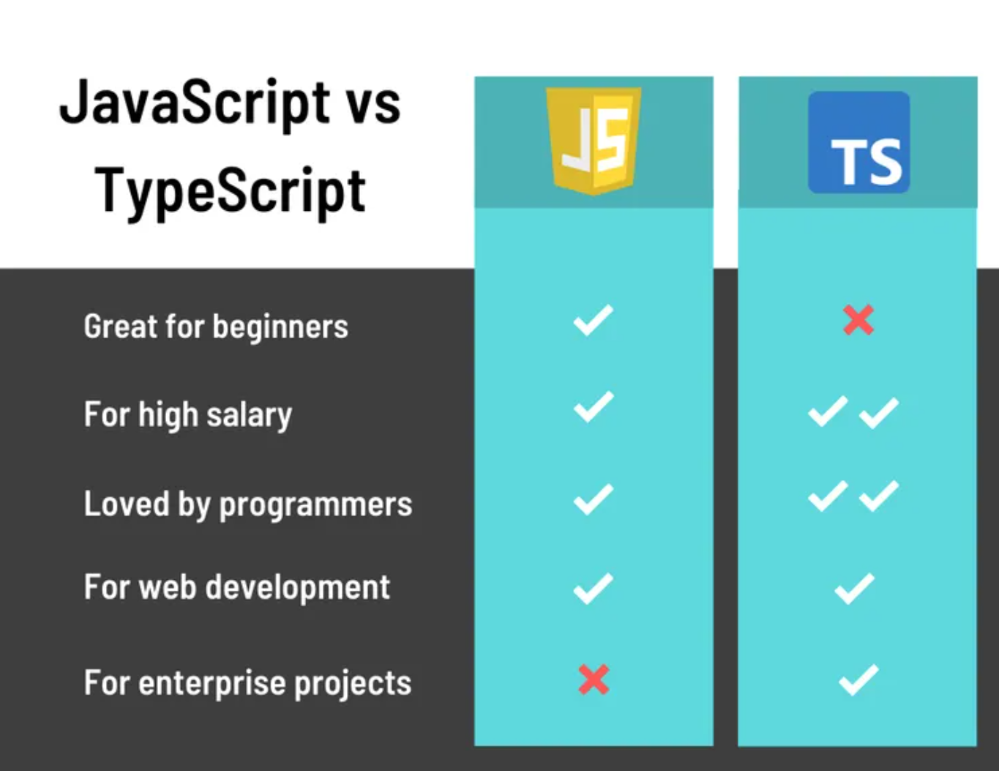 JavaScript vs
TypeScript
JS
TS
Great for beginners
For high salary
Loved by programmers
For web development
For enterprise projects